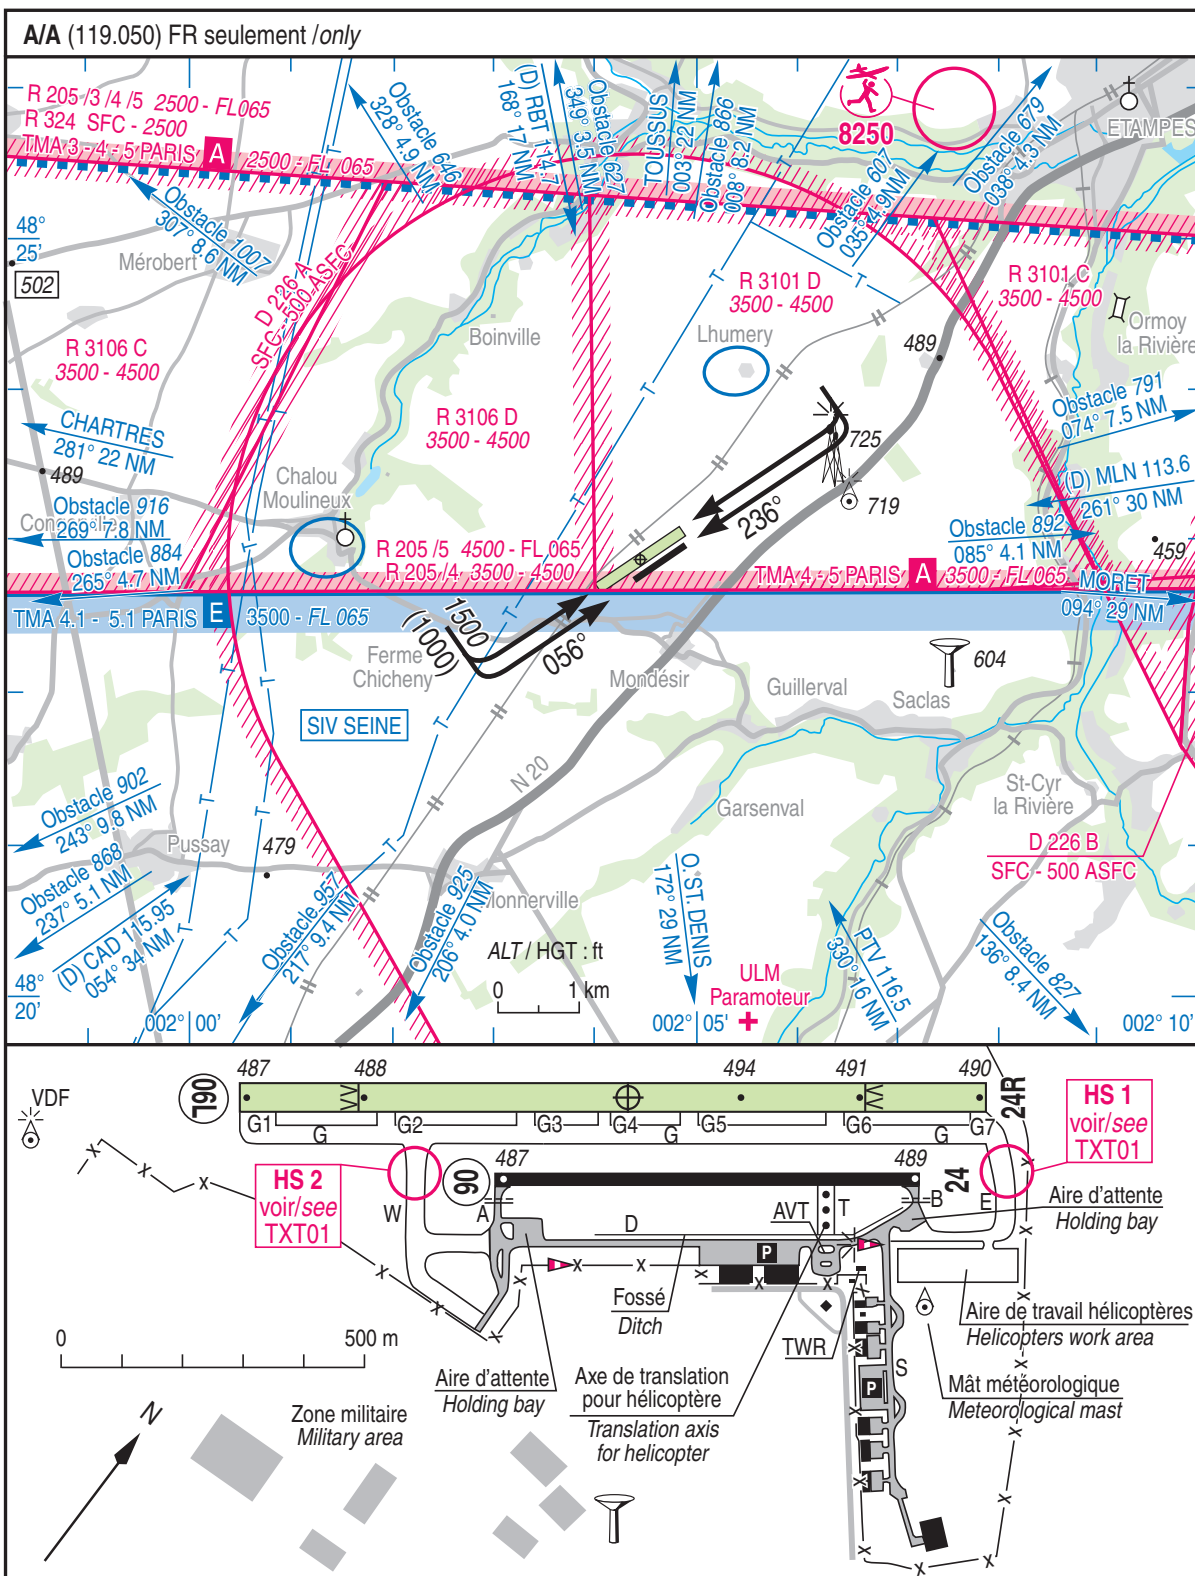 A/A (119.050) FR seulement /only
R 205 /3 /4 /5 2500 - FL065
R 324 SFC - 2500
TMA 3 - 4 - 5 PARIS A 2500 - FL 065
Obstacle 646
328° 4.9 NM
(D) RBT 114.7
168° 17 NM
Obstacle 627
349° 3.5 NM
TOUSSUS
003° 22 NM
Obstacle 866
008° 8.2 NM
8250
Obstacle 607
035° 4.9NM
Obstacle 679
038° 4.3 NM
ETAMPES
48°
25'
502
Obstacle 1007
307° 8.6 NM
Mérobert
D 226 A
SFC - 500 ASFC
R 3106 C
3500 - 4500
Boinville
R 3101 D
3500 - 4500
R 3101 C
3500 - 4500
Lhumery
489
Ormoy
la Rivière
R 3106 D
3500 - 4500
CHARTRES
281° 22 NM
489
Chalou
Moulineux
725
719
236°
Obstacle 791
074° 7.5 NM
(D) MLN 113.6
261° 30 NM
Obstacle 916
269° 7.8 NM
Obstacle 884
265° 4.7 NM
Obstacle 892
085° 4.1 NM
459
R 205 /5 4500 - FL 065
R 205 /4 3500 - 4500
TMA 4 - 5 PARIS A 3500 - FL 065
MORET
094° 29 NM
TMA 4.1 - 5.1 PARIS E 3500 - FL 065
1500
(1000)
056°
Ferme
Chicheny
Mondésir
604
Guillerval
Saclas
SIV SEINE
N 20
Garsenval
St-Cyr
la Rivière
Obstacle 902
243° 9.8 NM
Pussay
479
D 226 B
SFC - 500 ASFC
Obstacle 868
237° 5.1 NM
(D) CAD 115.95
054° 34 NM
Obstacle 957
217° 9.4 NM
Obstacle 925
206° 4.0 NM
Monnerville
O. ST. DENIS
172° 29 NM
PTV 116.5
330° 16 NM
Obstacle 827
136° 8.4 NM
ALT / HGT : ft
0 1 km
ULM
Paramoteur
48°
20'
002° 00'
002° 05'
002° 10'
487 488 494 491 490
VDF
06L
24R
G1 G G2 G3 G4 G G5 G6 G G7
HS 1
voir/see
TXT01
HS 2
voir/see
TXT01
487 489
06
24
W A D AVT T B E
P
Aire d'attente
Holding bay
Fossé
Ditch
TWR
Aire de travail hélicoptères
Helicopters work area
0 500 m
Aire d'attente
Holding bay
Axe de translation
pour hélicoptère
Translation axis
for helicopter
P
S
Mât météorologique
Meteorological mast
N
Zone militaire
Military area